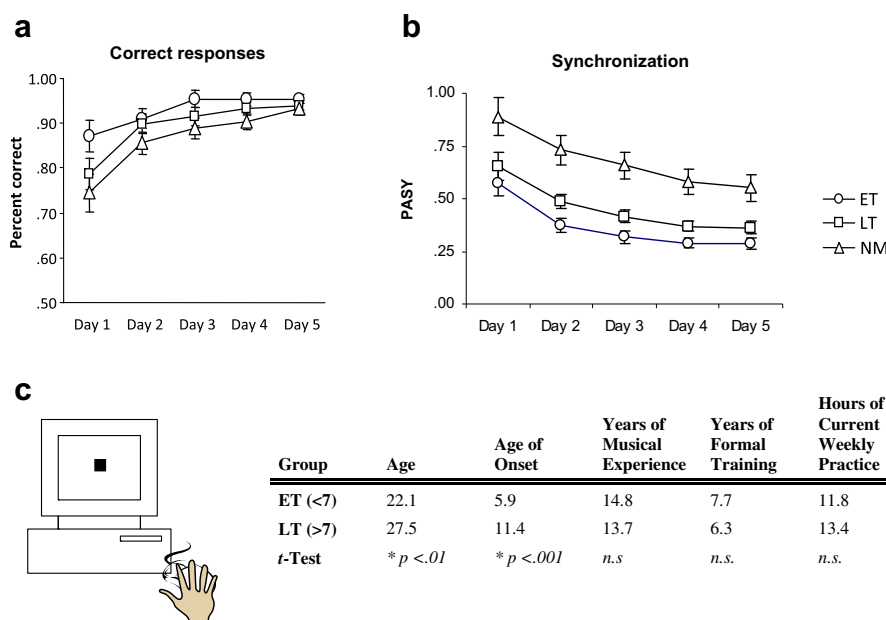 a
Correct responses
1.00
.90
.80
.70
.60
.50
Percent correct
Day 1 Day 2 Day 3 Day 4 Day 5
b
Synchronization
1.00
.75
.50
.25
.00
PASY
Day 1 Day 2 Day 3 Day 4 Day 5
ET
LT
NM
c
Group Age Age of Onset Years of Musical Experience Years of Formal Training Hours of Current Weekly Practice
ET (<7) 22.1 5.9 14.8 7.7 11.8
LT (>7) 27.5 11.4 13.7 6.3 13.4
t-Test * p <.01 * p <.001 n.s n.s. n.s.